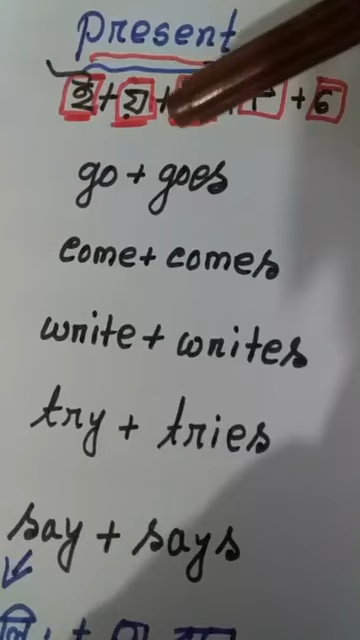 Present
ই + য় +
go + goes
come + comes
write + writes
try + tries
say + says